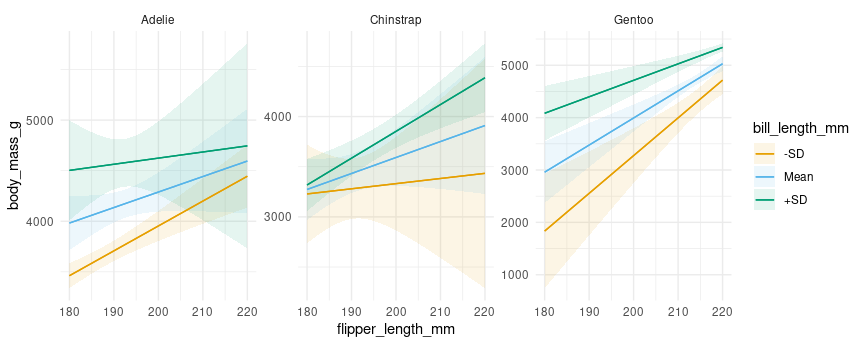 Adelie
Chinstrap
Gentoo
body_mass_g
5000
4000
180 190 200 210 220
4000
3000
180 190 200 210 220
5000
4000
3000
2000
1000
180 190 200 210 220
flipper_length_mm
bill_length_mm
-SD
Mean
+SD